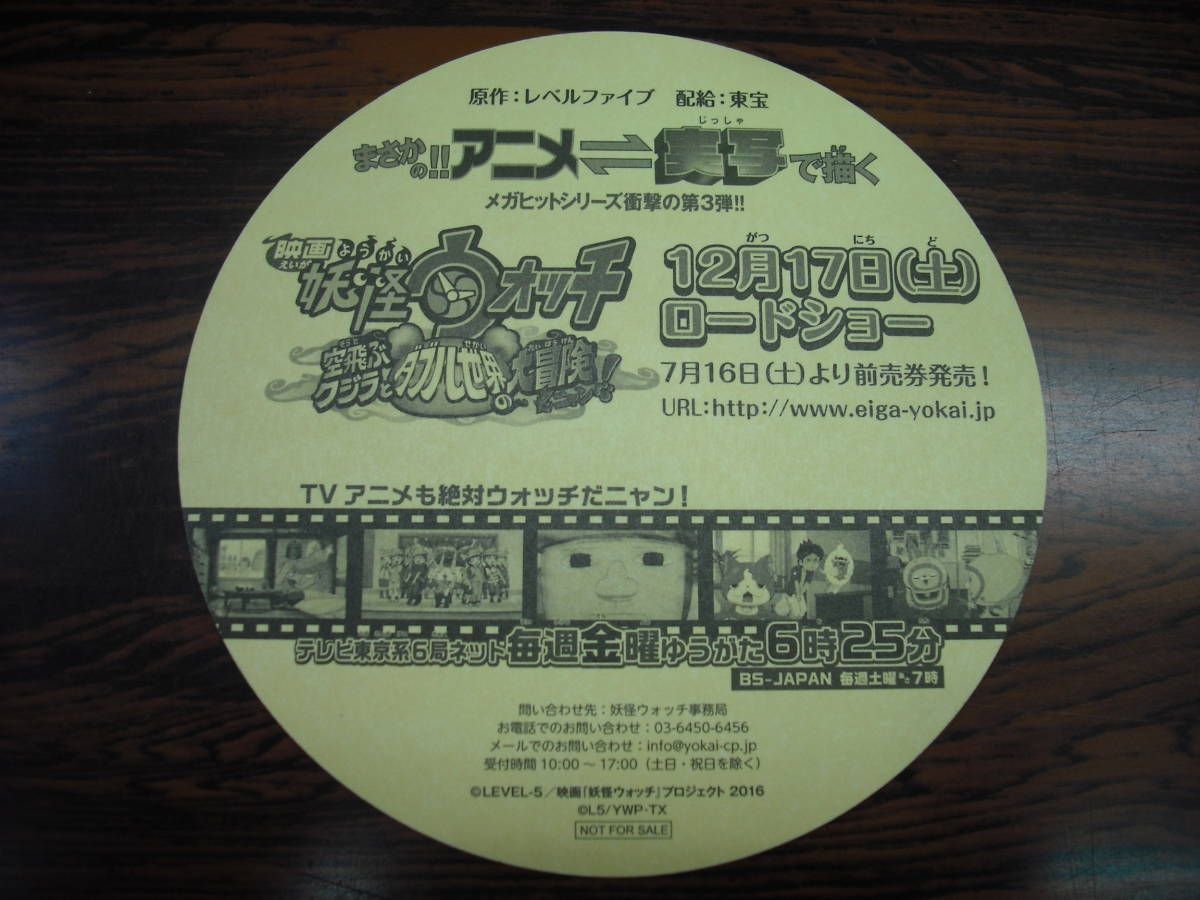 原作：レベルファイブ　配給：東宝
まさかの!!アニメ⇌実写で描く
じっしゃ
メガヒットシリーズ衝撃の第3弾!!
映画 ようかい
えいが
妖怪ウォッチ
空飛ぶクジラとダブル世界の大冒険だニャン！
そらと
せかい
だいぼうけん
がつ にち ど
12月17日（土）
ロードショー
7月16日（土）より前売券発売！
URL:http://www.eiga-yokai.jp
TVアニメも絶対ウォッチだニャン！
テレビ東京系6局ネット毎週金曜ゆうがた6時25分
BS-JAPAN 毎週土曜 7時
問い合わせ先：妖怪ウォッチ事務局
お電話でのお問い合わせ：03-6450-6456
メールでのお問い合わせ：info@yokai-cp.jp
受付時間 10:00～17:00（土日・祝日を除く）
©LEVEL-5／映画『妖怪ウォッチ』プロジェクト 2016
©L5/YWP･TX
NOT FOR SALE